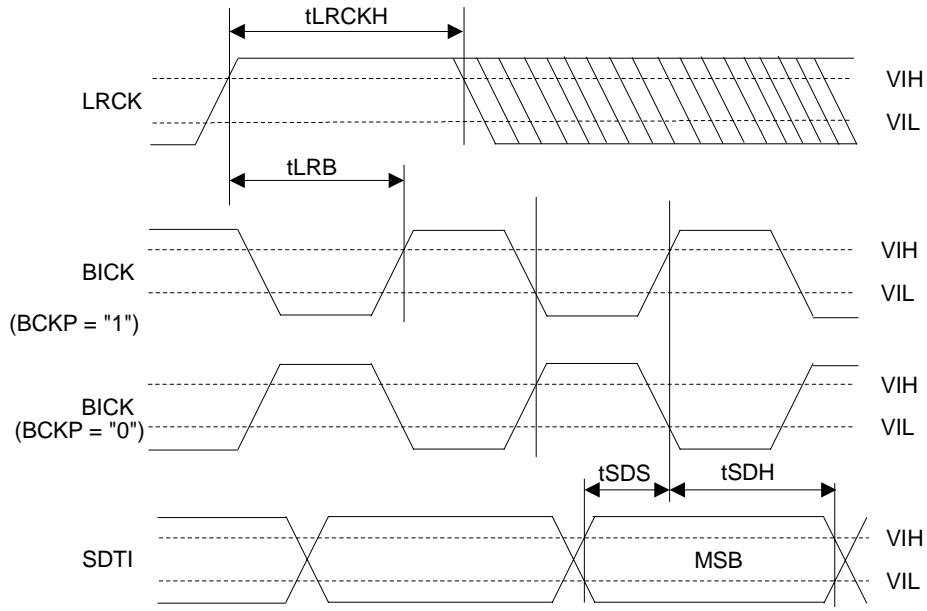 tLRCKH
LRCK
VIH
VIL
tLRB
BICK
(BCKP = "1")
VIH
VIL
BICK
(BCKP = "0")
VIH
VIL
tSDS
tSDH
SDTI
MSB
VIH
VIL